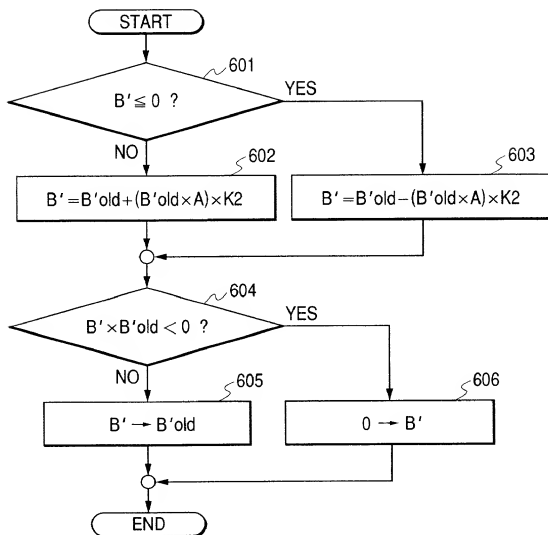 START
601
B' ≦ 0 ?
YES
NO
602
603
B' =B'old+(B'old×A)×K2
B' =B'old−(B'old×A)×K2
604
B'×B'old < 0 ?
YES
NO
605
606
B' → B'old
0 → B'
END